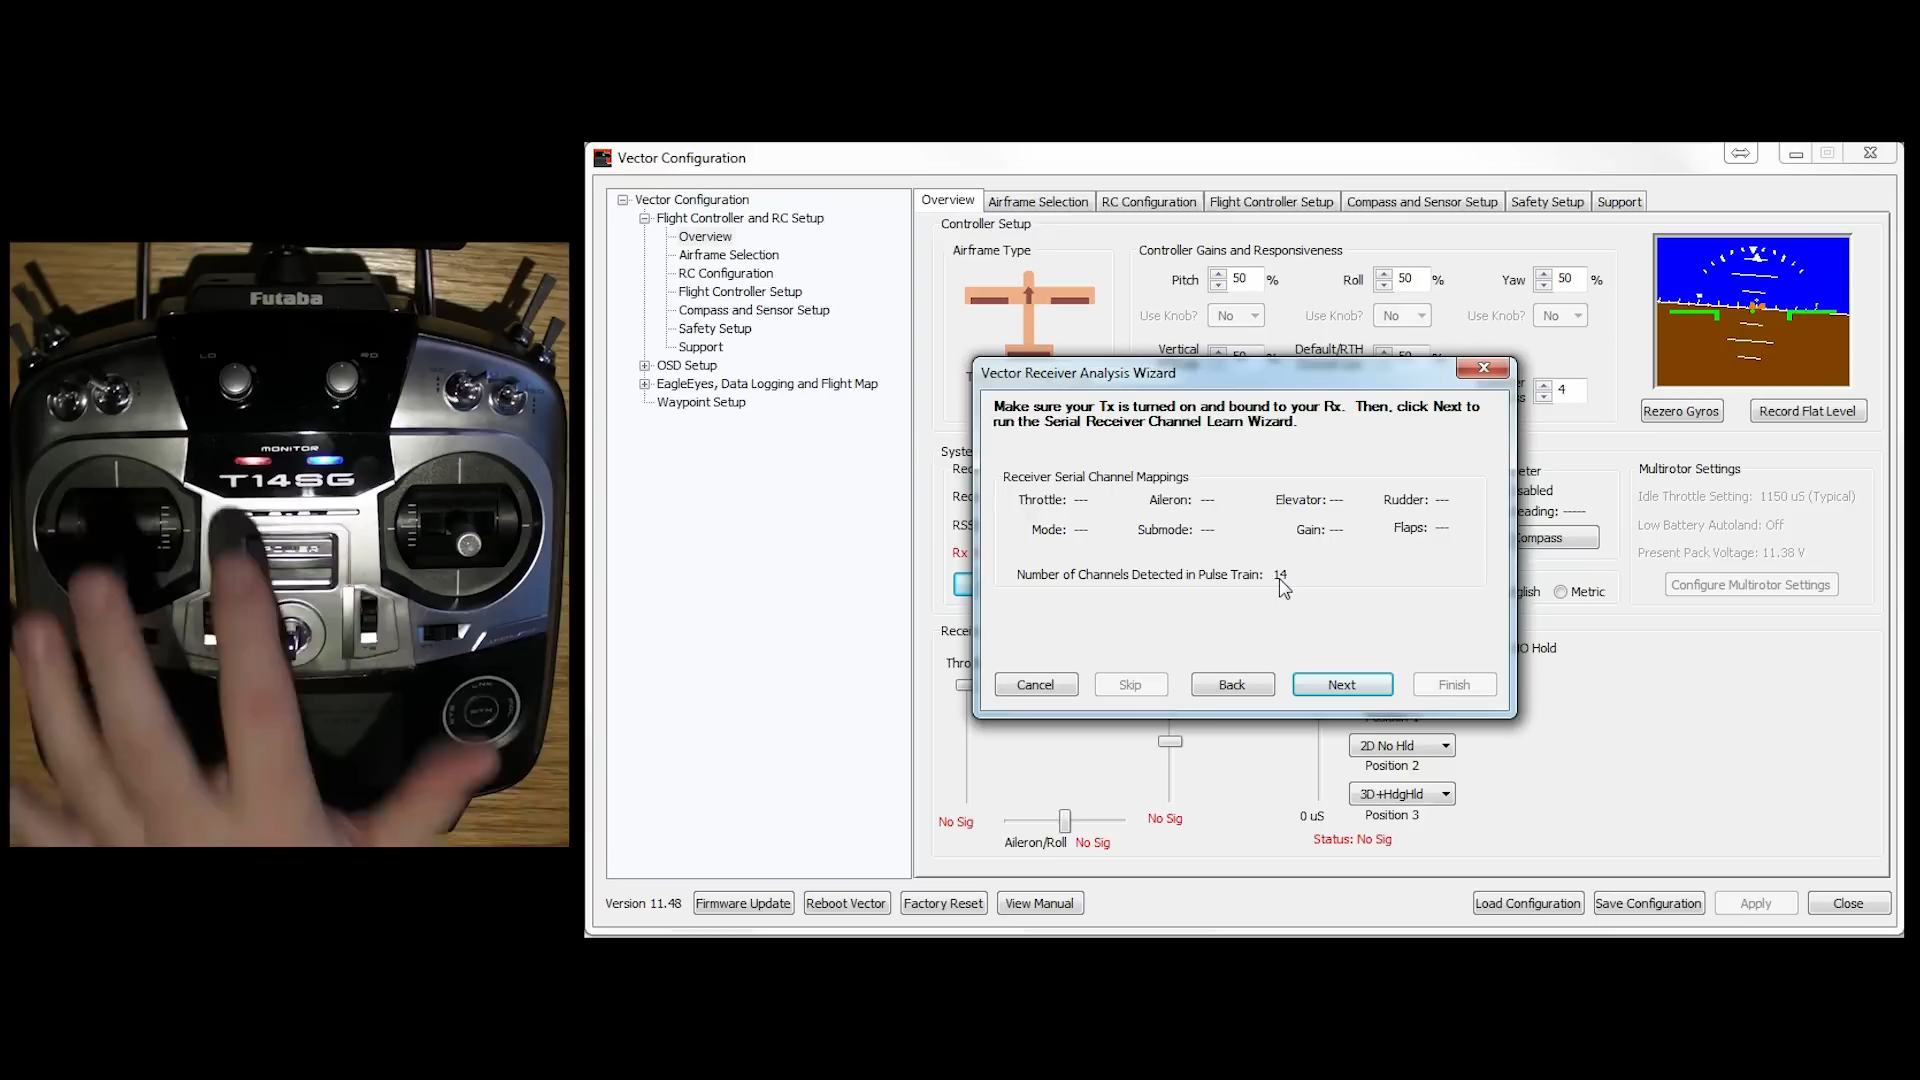 Futaba
LD
RD
MONITOR
T14SG
POWER
LNK
SYS
Vector Configuration
Vector Configuration
Flight Controller and RC Setup
Overview
Airframe Selection
RC Configuration
Flight Controller Setup
Compass and Sensor Setup
Safety Setup
Support
OSD Setup
EagleEyes, Data Logging and Flight Map
Waypoint Setup
Overview Airframe Selection RC Configuration Flight Controller Setup Compass and Sensor Setup Safety Setup Support
Controller Setup
Airframe Type
Controller Gains and Responsiveness
Pitch 50 % Roll 50 % Yaw 50 %
Use Knob? No Use Knob? No Use Knob? No
Vertical Default/RTH
4
Rezero Gyros Record Flat Level
Vector Receiver Analysis Wizard
Make sure your Tx is turned on and bound to your Rx. Then, click Next to
run the Serial Receiver Channel Learn Wizard.
Receiver Serial Channel Mappings
Throttle: --- Aileron: --- Elevator: --- Rudder: ---
Mode: --- Submode: --- Gain: --- Flaps: ---
Number of Channels Detected in Pulse Train: 14
Cancel Skip Back Next Finish
Multirotor Settings
Idle Throttle Setting: 1150 uS (Typical)
Low Battery Autoland: Off
Present Pack Voltage: 11.38 V
Configure Multirotor Settings
Metric
Hold
2D No Hld
Position 2
3D+HdgHld
Position 3
No Sig
No Sig
0 uS
Aileron/Roll No Sig
Status: No Sig
Version 11.48 Firmware Update Reboot Vector Factory Reset View Manual Load Configuration Save Configuration Apply Close